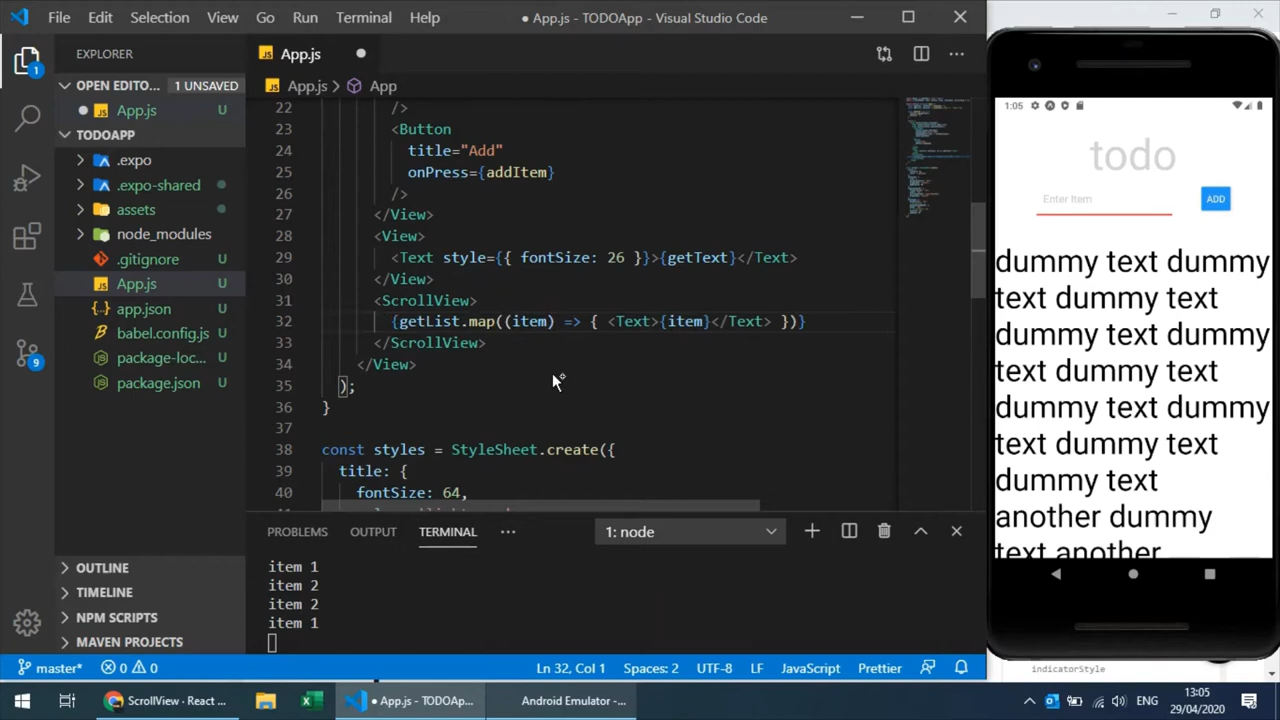 File Edit Selection View Go Run Terminal Help ● App.js - TODOApp - Visual Studio Code
EXPLORER
OPEN EDITO... 1 UNSAVED
App.js U
TODOAPP
.expo
.expo-shared
assets
node_modules
.gitignore U
App.js U
app.json U
babel.config.js U
package-loc... U
package.json U
OUTLINE
TIMELINE
NPM SCRIPTS
MAVEN PROJECTS
1
9
App.js
App.js > App
22 />
23 <Button
24 title="Add"
25 onPress={addItem}
26 />
27 </View>
28 <View>
29 <Text style={{ fontSize: 26 }}>{getText}</Text>
30 </View>
31 <ScrollView>
32 {getList.map((item) => { <Text>{item}</Text> })}
33 </ScrollView>
34 </View>
35 );
36 }
37
38 const styles = StyleSheet.create({
39 title: {
40 fontSize: 64,
PROBLEMS OUTPUT TERMINAL ... 1: node
item 1
item 2
item 2
item 1
master* 0 0 Ln 32, Col 1 Spaces: 2 UTF-8 LF JavaScript Prettier
1:05
todo
Enter Item ADD
dummy text dummy
text dummy text
dummy text dummy
text dummy text
dummy text dummy
text dummy text
dummy text
another dummy
text another
indicatorStyle
ScrollView · React ... ● App.js - TODOAp... Android Emulator -... ENG 13:05
29/04/2020